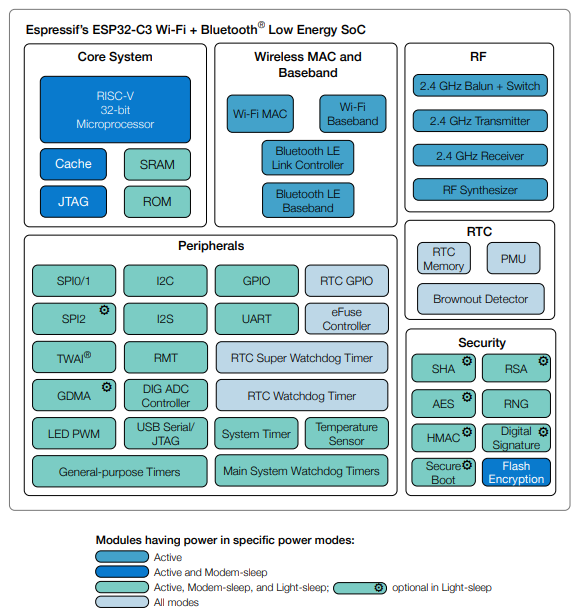 Espressif's ESP32-C3 Wi-Fi + Bluetooth® Low Energy SoC
Core System
RISC-V
32-bit
Microprocessor
Cache
SRAM
JTAG
ROM
Wireless MAC and
Baseband
Wi-Fi MAC
Wi-Fi
Baseband
Bluetooth LE
Link Controller
Bluetooth LE
Baseband
RF
2.4 GHz Balun + Switch
2.4 GHz Transmitter
2.4 GHz Receiver
RF Synthesizer
RTC
RTC
Memory
PMU
Brownout Detector
Peripherals
SPI0/1
I2C
GPIO
RTC GPIO
SPI2
I2S
UART
eFuse
Controller
TWAI®
RMT
RTC Super Watchdog Timer
GDMA
DIG ADC
Controller
RTC Watchdog Timer
LED PWM
USB Serial/
JTAG
System Timer
Temperature
Sensor
General-purpose Timers
Main System Watchdog Timers
Security
SHA
RSA
AES
RNG
HMAC
Digital
Signature
Secure
Boot
Flash
Encryption
Modules having power in specific power modes:
Active
Active and Modem-sleep
Active, Modem-sleep, and Light-sleep; optional in Light-sleep
All modes